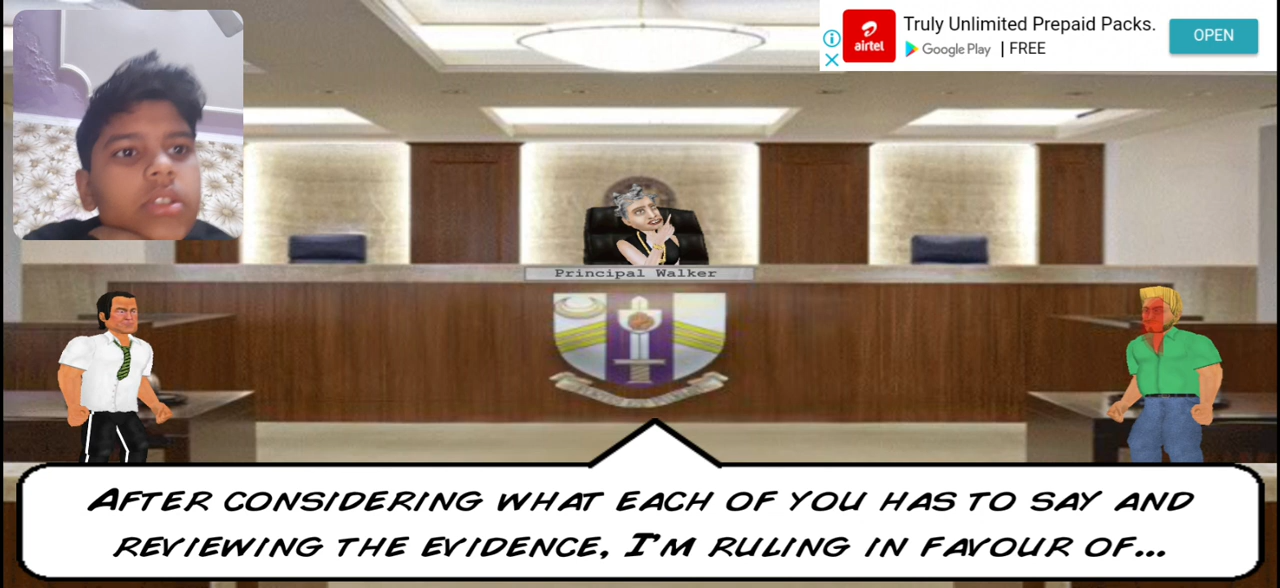 Truly Unlimited Prepaid Packs.
airtel
Google Play | FREE
OPEN
Principal Walker
AFTER CONSIDERING WHAT EACH OF YOU HAS TO SAY AND
REVIEWING THE EVIDENCE, I'M RULING IN FAVOUR OF...